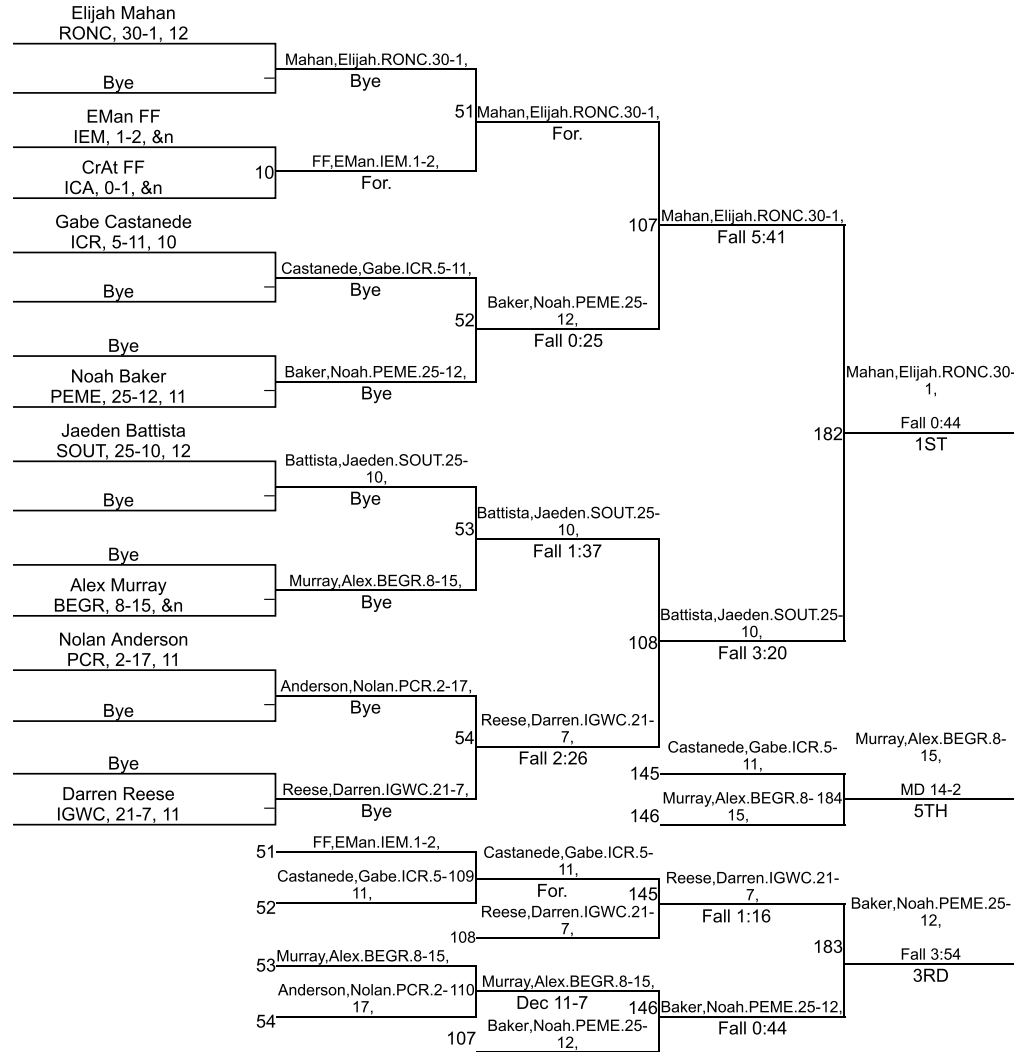 Elijah Mahan
RONC, 30-1, 12
Mahan,Elijah.RONC.30-1,
Bye
Bye
EMan FF
IEM, 1-2, &n
51
Mahan,Elijah.RONC.30-1,
For.
CrAt FF
ICA, 0-1, &n
10
FF,EMan.IEM.1-2,
For.
Gabe Castanede
ICR, 5-11, 10
107
Mahan,Elijah.RONC.30-1,
Fall 5:41
Castanede,Gabe.ICR.5-11,
Bye
Bye
52
Baker,Noah.PEME.25-
12,
Fall 0:25
Bye
Noah Baker
PEME, 25-12, 11
Baker,Noah.PEME.25-12,
Bye
Mahan,Elijah.RONC.30-
1,
Fall 0:44
1ST
182
Jaeden Battista
SOUT, 25-10, 12
Battista,Jaeden.SOUT.25-
10,
Bye
Bye
53
Battista,Jaeden.SOUT.25-
10,
Fall 1:37
Bye
Alex Murray
BEGR, 8-15, &n
Murray,Alex.BEGR.8-15,
Bye
Nolan Anderson
PCR, 2-17, 11
108
Battista,Jaeden.SOUT.25-
10,
Fall 3:20
Anderson,Nolan.PCR.2-17,
Bye
Bye
54
Reese,Darren.IGWC.21-
7,
Fall 2:26
Bye
Darren Reese
IGWC, 21-7, 11
Reese,Darren.IGWC.21-7,
Bye
145
Castanede,Gabe.ICR.5-
11,
146
Murray,Alex.BEGR.8-
15,
184
Murray,Alex.BEGR.8-
15,
MD 14-2
5TH
51
FF,EMan.IEM.1-2,
52
Castanede,Gabe.ICR.5-
11,
109
Castanede,Gabe.ICR.5-
11,
For.
108
Reese,Darren.IGWC.21-
7,
145
Reese,Darren.IGWC.21-
7,
Fall 1:16
53
Murray,Alex.BEGR.8-15,
54
Anderson,Nolan.PCR.2-
17,
110
Murray,Alex.BEGR.8-15,
Dec 11-7
107
Baker,Noah.PEME.25-
12,
146
Baker,Noah.PEME.25-12,
Fall 0:44
183
Baker,Noah.PEME.25-
12,
Fall 3:54
3RD